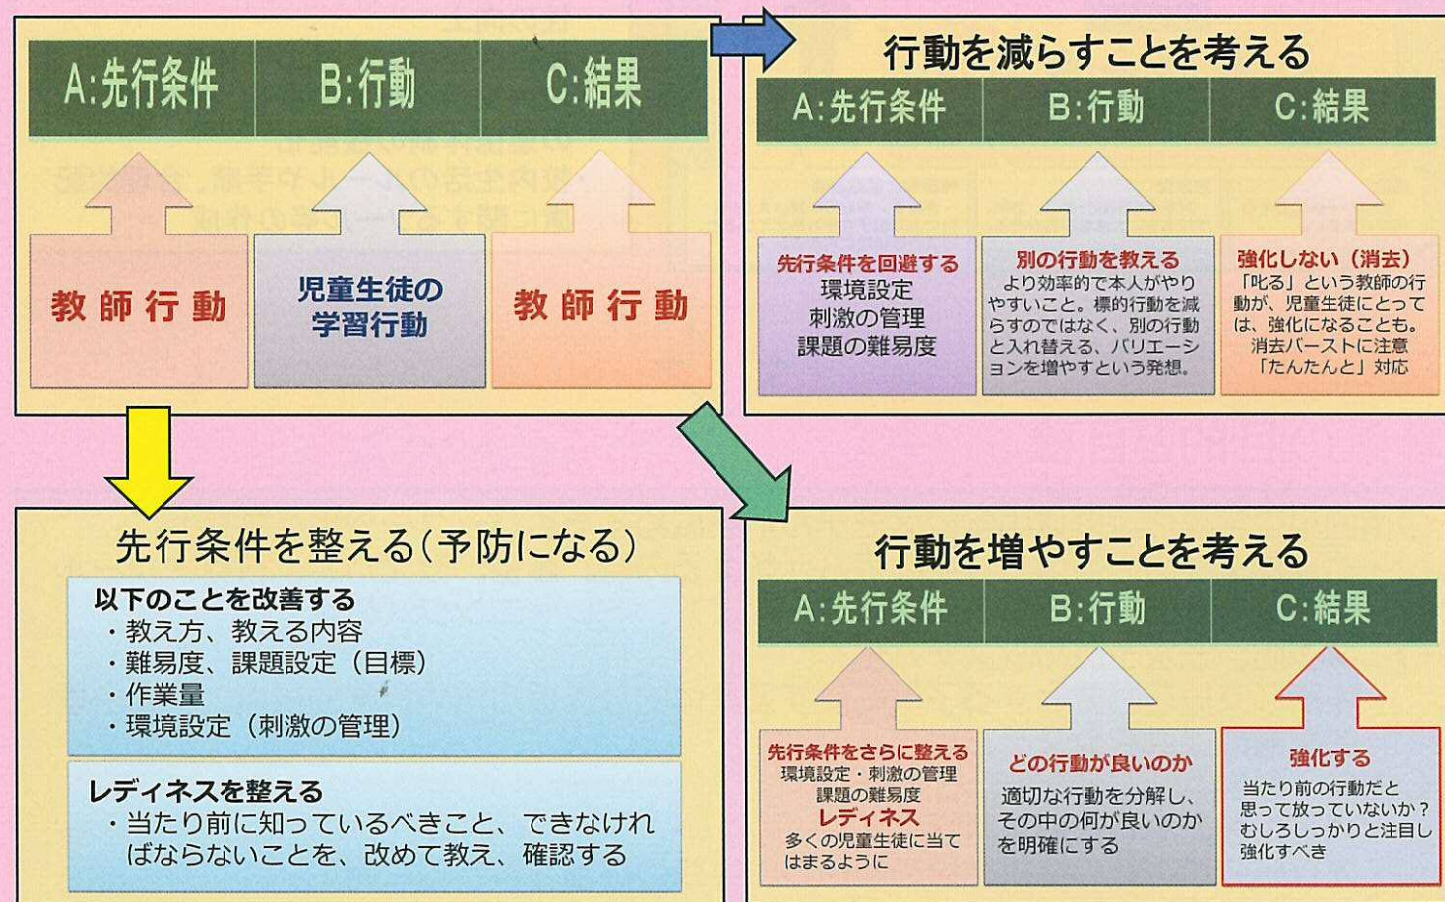 A:先行条件
B:行動
C:結果
教師行動
児童生徒の
学習行動
教師行動
行動を減らすことを考える
A:先行条件
B:行動
C:結果
先行条件を回避する
環境設定
刺激の管理
課題の難易度
別の行動を教える
より効率的で本人がやり
やすいこと。標的行動を減
らすのではなく、別の行動
と入れ替える、バリエーシ
ョンを増やすという発想。
強化しない(消去)
「叱る」という教師の行
動が、児童生徒にとって
は、強化になることも。
消去バーストに注意
「たんたんと」対応
先行条件を整える(予防になる)
以下のことを改善する
・教え方、教える内容
・難易度、課題設定(目標)
・作業量
・環境設定(刺激の管理)
レディネスを整える
・当たり前に知っているべきこと、できなけれ
ばならないことを、改めて教え、確認する
行動を増やすことを考える
A:先行条件
B:行動
C:結果
先行条件をさらに整える
環境設定・刺激の管理
課題の難易度
レディネス
多くの児童生徒に当て
はまるように
どの行動が良いのか
適切な行動を分解し、
その中の何が良いのか
を明確にする
強化する
当たり前の行動だと
思って放っていないか?
むしろしっかりと注目し
強化すべき